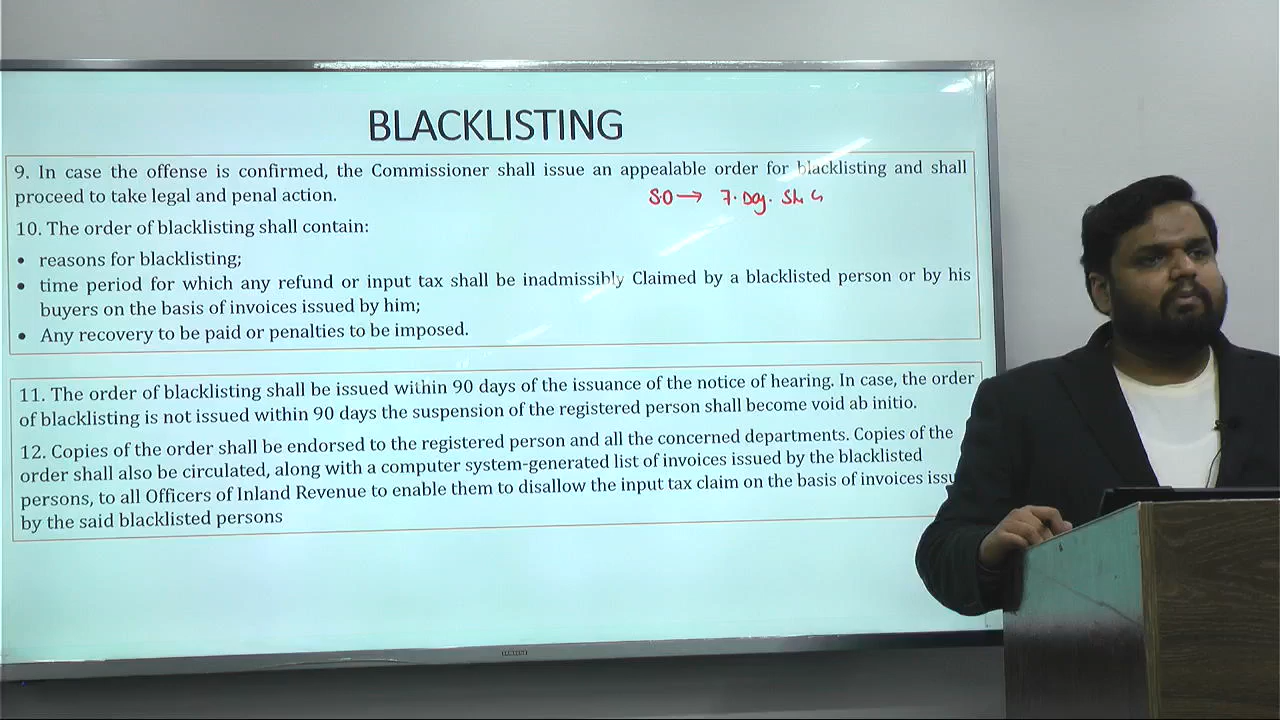 BLACKLISTING
9. In case the offense is confirmed, the Commissioner shall issue an appealable order for blacklisting and shall
proceed to take legal and penal action.
S.O → 7. Day. Sh
10. The order of blacklisting shall contain:
• reasons for blacklisting;
• time period for which any refund or input tax shall be inadmissibly Claimed by a blacklisted person or by his
buyers on the basis of invoices issued by him;
• Any recovery to be paid or penalties to be imposed.
11. The order of blacklisting shall be issued within 90 days of the issuance of the notice of hearing. In case, the order
of blacklisting is not issued within 90 days the suspension of the registered person shall become void ab initio.
12. Copies of the order shall be endorsed to the registered person and all the concerned departments. Copies of the
order shall also be circulated, along with a computer system-generated list of invoices issued by the blacklisted
persons, to all Officers of Inland Revenue to enable them to disallow the input tax claim on the basis of invoices issu
by the said blacklisted persons
SAMSUNG